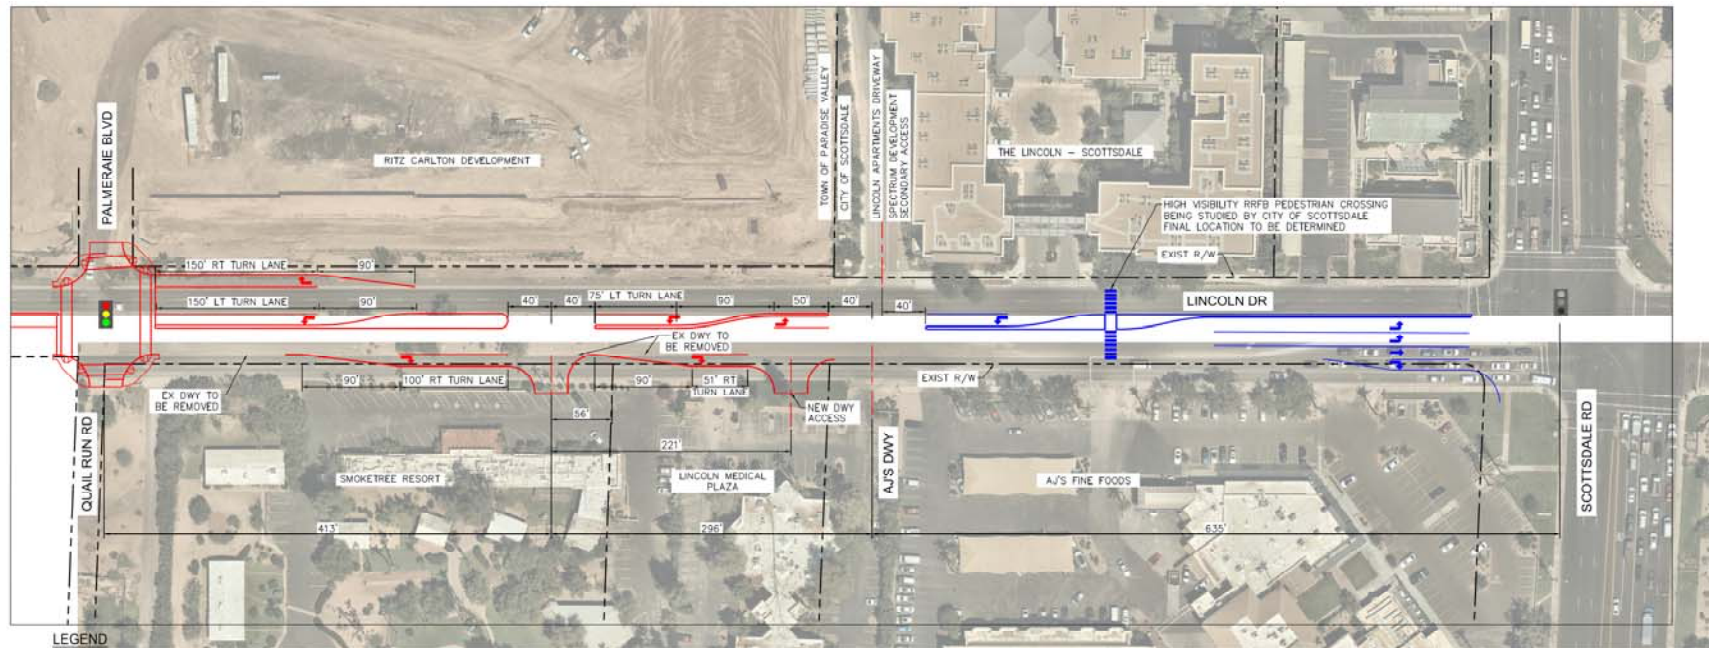 PALMERAIE BLVD
RITZ CARLTON DEVELOPMENT
TOWN OF PARADISE VALLEY
CITY OF SCOTTSDALE
LINCOLN APARTMENTS DRIVEWAY
SPECTRUM DEVELOPMENT
SECONDARY ACCESS
THE LINCOLN - SCOTTSDALE
HIGH VISIBILITY RRFB PEDESTRIAN CROSSING
BEING STUDIED BY CITY OF SCOTTSDALE
FINAL LOCATION TO BE DETERMINED
EXIST R/W
150' RT TURN LANE
90'
150' LT TURN LANE
90'
40'
40'
75' LT TURN LANE
90'
50'
40'
40'
LINCOLN DR
EX DWY TO
BE REMOVED
EX DWY TO
BE REMOVED
90'
100' RT TURN LANE
90'
51' RT
TURN LANE
EXIST R/W
56'
NEW DWY
ACCESS
221'
QUAIL RUN RD
SMOKETREE RESORT
LINCOLN MEDICAL
PLAZA
AJ'S DWY
AJ'S FINE FOODS
SCOTTSDALE RD
413'
296'
635'
LEGEND